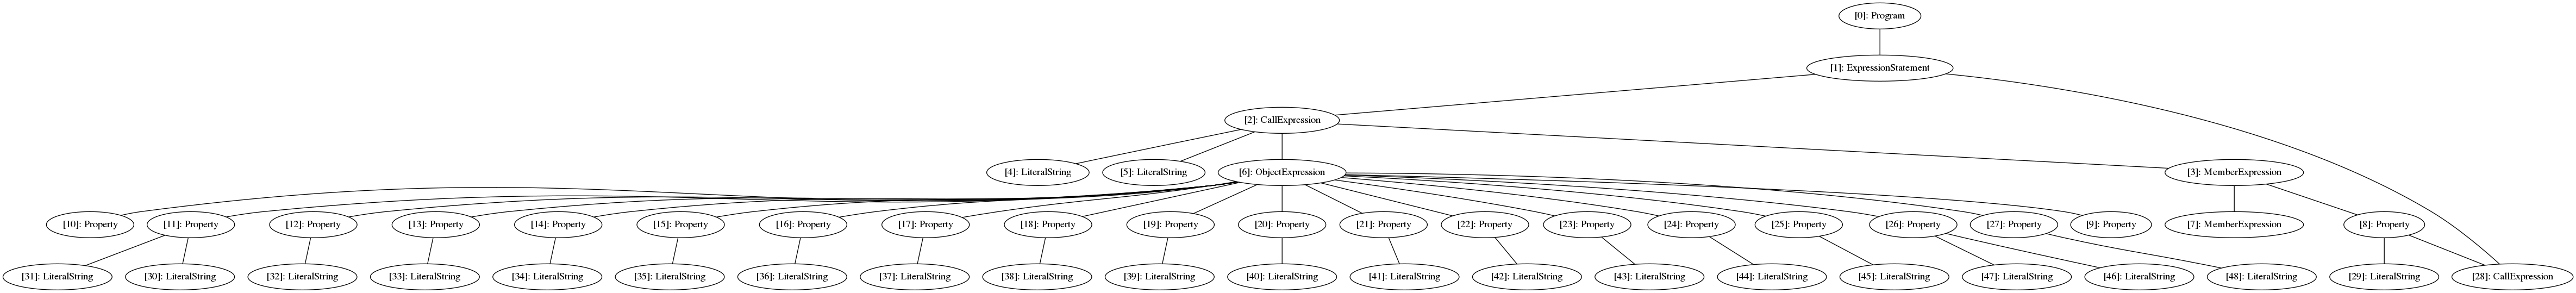 [0]: Program
[1]: ExpressionStatement
[2]: CallExpression
[4]: LiteralString
[5]: LiteralString
[6]: ObjectExpression
[3]: MemberExpression
[10]: Property
[11]: Property
[12]: Property
[13]: Property
[14]: Property
[15]: Property
[16]: Property
[17]: Property
[18]: Property
[19]: Property
[20]: Property
[21]: Property
[22]: Property
[23]: Property
[24]: Property
[25]: Property
[26]: Property
[27]: Property
[9]: Property
[7]: MemberExpression
[8]: Property
[31]: LiteralString
[30]: LiteralString
[32]: LiteralString
[33]: LiteralString
[34]: LiteralString
[35]: LiteralString
[36]: LiteralString
[37]: LiteralString
[38]: LiteralString
[39]: LiteralString
[40]: LiteralString
[41]: LiteralString
[42]: LiteralString
[43]: LiteralString
[44]: LiteralString
[45]: LiteralString
[47]: LiteralString
[46]: LiteralString
[48]: LiteralString
[29]: LiteralString
[28]: CallExpression